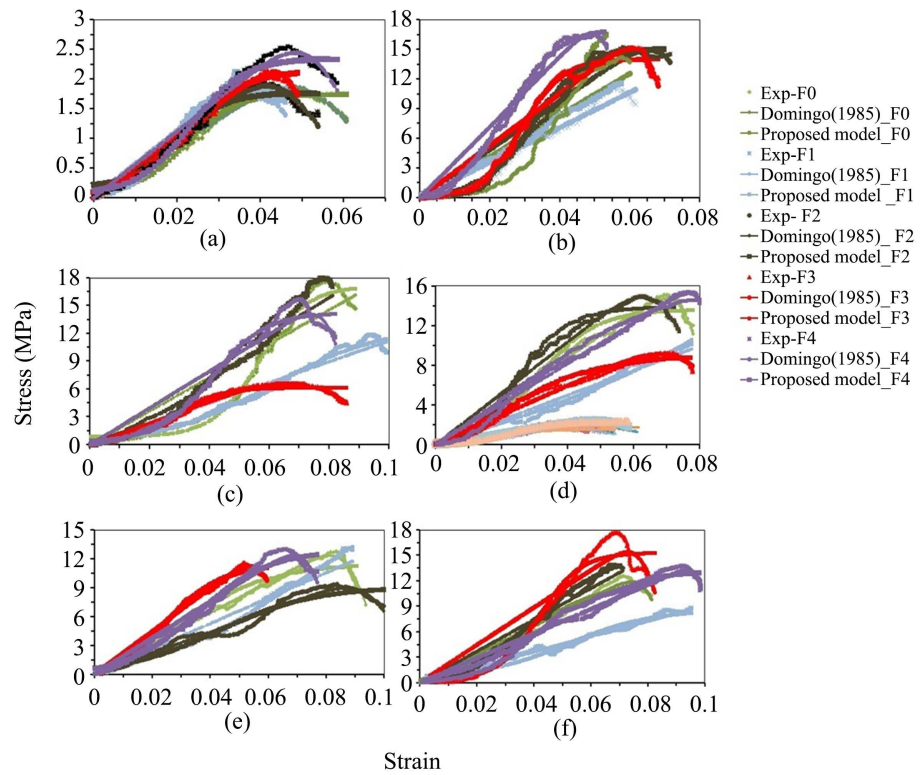 3
2.5
2
1.5
1
0.5
0
0 0.02 0.04 0.06
(a)
18
15
12
9
6
3
0
0 0.02 0.04 0.06 0.08
(b)
Exp-F0
Domingo(1985)_F0
Proposed model_F0
Exp-F1
Domingo(1985)_F1
Proposed model _F1
Exp- F2
Domingo(1985)_ F2
Proposed model_F2
Exp-F3
Domingo(1985)_F3
Proposed model_F3
Exp-F4
Domingo(1985)_F4
Proposed model_F4
Stress (MPa)
18
15
12
9
6
3
0
0 0.02 0.04 0.06 0.08 0.1
(c)
16
12
8
4
0
0 0.02 0.04 0.06 0.08
(d)
15
12
9
6
3
0
0 0.02 0.04 0.06 0.08 0.1
(e)
18
15
12
9
6
3
0
0 0.02 0.04 0.06 0.08 0.1
(f)
Strain